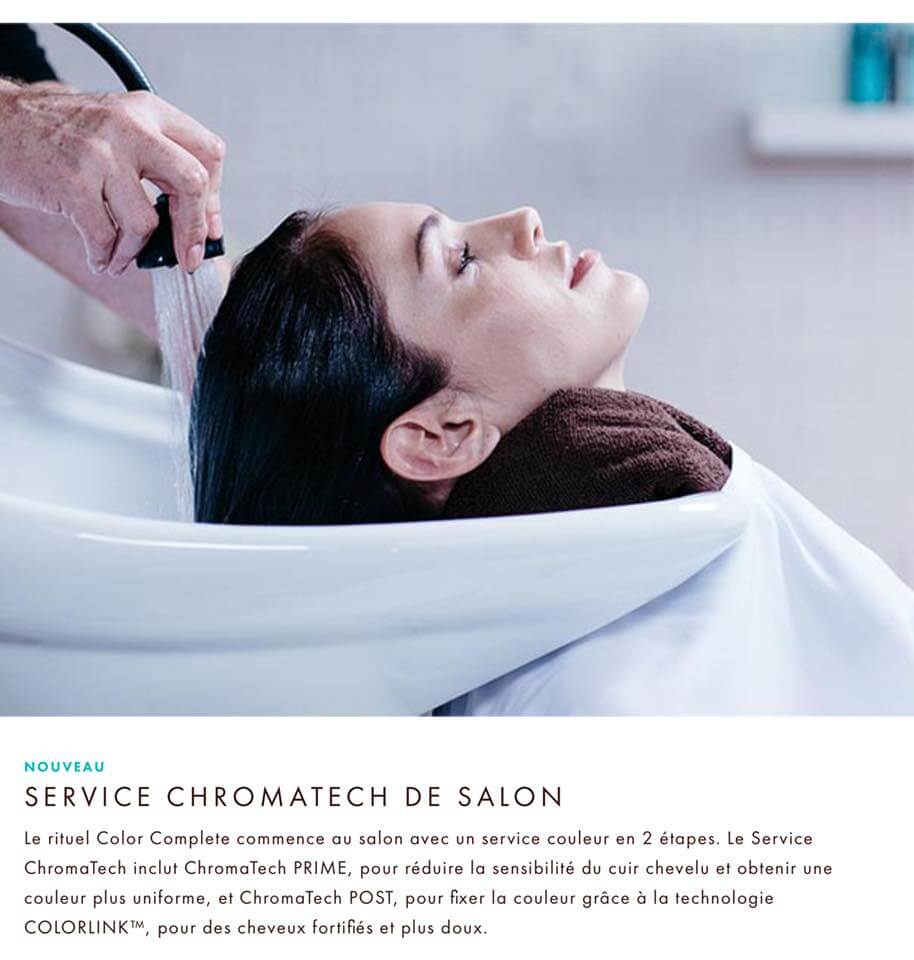 NOUVEAU
SERVICE CHROMATECH DE SALON
Le rituel Color Complete commence au salon avec un service couleur en 2 étapes. Le Service
ChromaTech inclut ChromaTech PRIME, pour réduire la sensibilité du cuir chevelu et obtenir une
couleur plus uniforme, et ChromaTech POST, pour fixer la couleur grâce à la technologie
COLORLINK™, pour des cheveux fortifiés et plus doux.